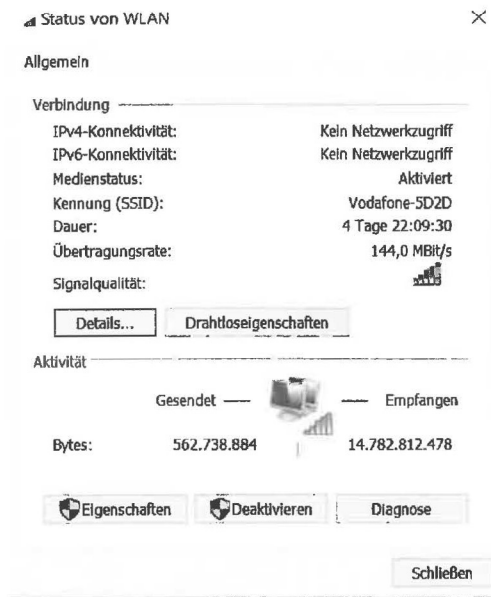 Status von WLAN
Allgemein
Verbindung
IPv4-Konnektivität: Kein Netzwerkzugriff
IPv6-Konnektivität: Kein Netzwerkzugriff
Medienstatus: Aktiviert
Kennung (SSID): Vodafone-5D2D
Dauer: 4 Tage 22:09:30
Übertragungsrate: 144,0 MBit/s
Signalqualität:
Details... Drahtloseigenschaften
Aktivität
Gesendet Empfangen
Bytes: 562.738.884 14.782.812.478
Eigenschaften Deaktivieren Diagnose
Schließen